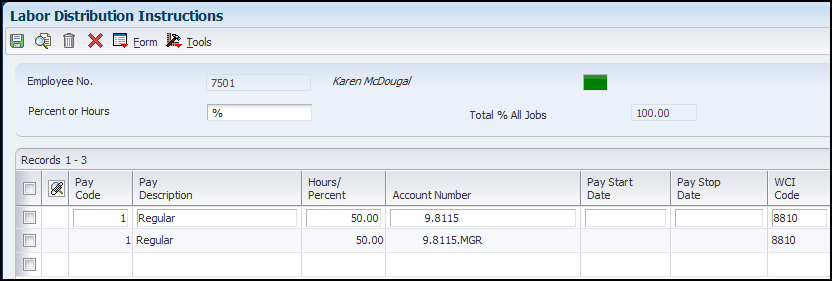 Labor Distribution Instructions
Form Tools
Employee No. 7501 Karen McDougal
Percent or Hours % Total % All Jobs 100.00
Records 1 - 3
Pay Code Pay Description Hours/ Percent Account Number Pay Start Date Pay Stop Date WCI Code
1 Regular 50.00 9.8115 8810
1 Regular 50.00 9.8115.MGR 8810